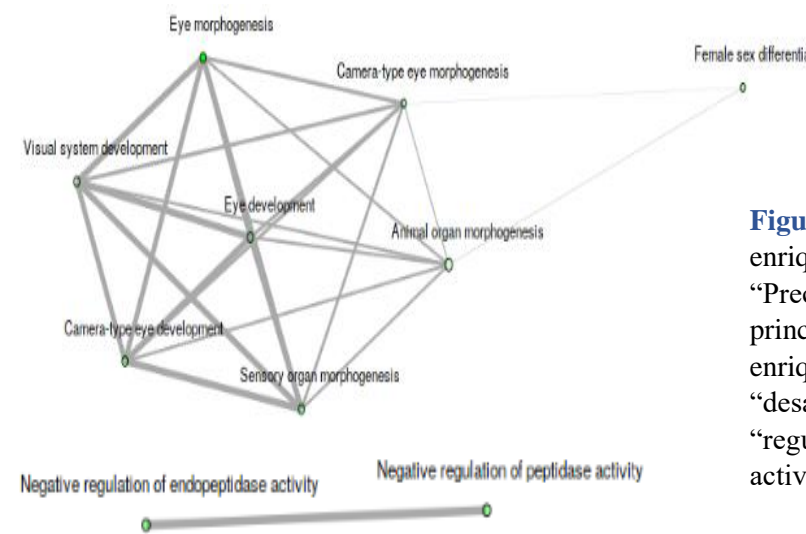 Eye morphogenesis
Camera-type eye morphogenesis
Female sex differentia
Visual system development
Eye development
Animal organ morphogenesis
Camera-type eye development
Sensory organ morphogenesis
Negative regulation of endopeptidase activity
Negative regulation of peptidase activity
Figu
enriq
“Pred
princ
enriq
“desa
“regu
activ